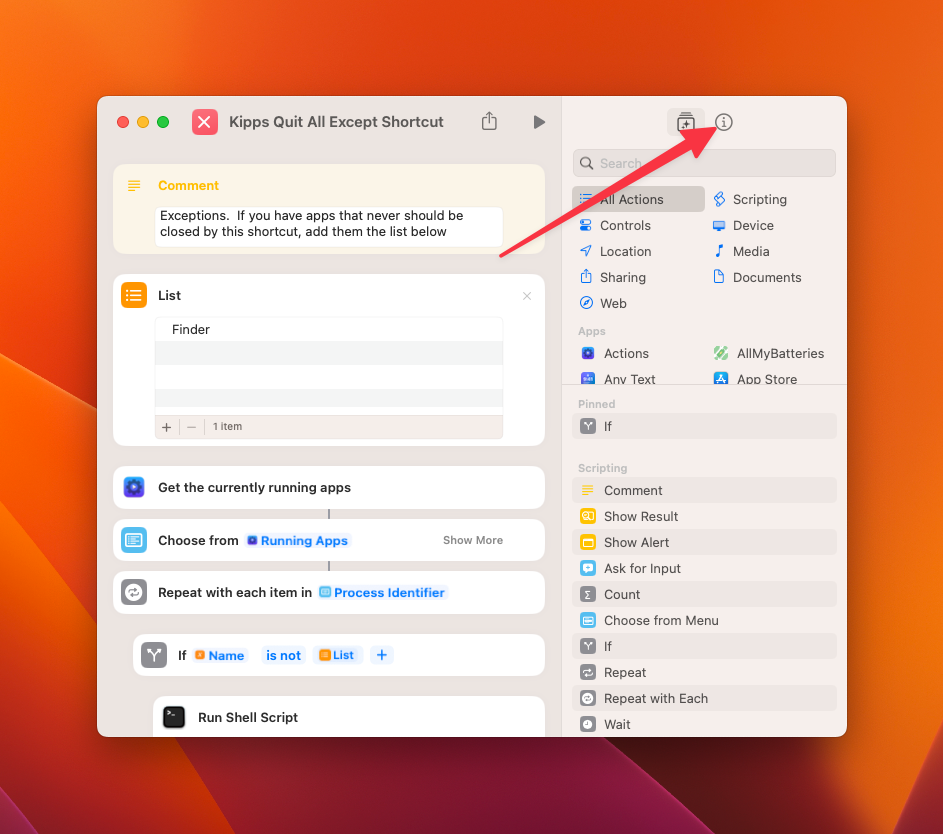 Kipps Quit All Except Shortcut
Comment
Exceptions.  If you have apps that never should be
closed by this shortcut, add them the list below
List
Finder
1 item
Get the currently running apps
Choose from Running Apps
Show More
Repeat with each item in Process Identifier
If Name is not List
Run Shell Script
Search
All Actions
Scripting
Controls
Device
Location
Media
Sharing
Documents
Web
Apps
Actions
AllMyBatteries
Any Text
App Store
Pinned
If
Scripting
Comment
Show Result
Show Alert
Ask for Input
Count
Choose from Menu
If
Repeat
Repeat with Each
Wait